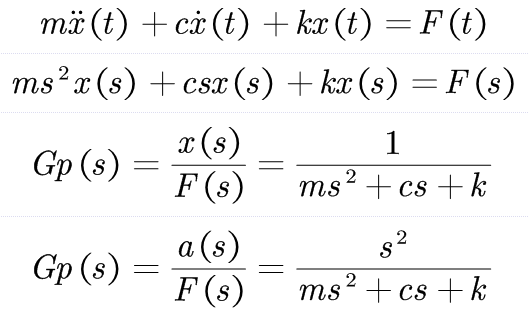 mẍ(t) + cẋ(t) + kx(t) = F(t)
ms²x(s) + csx(s) + kx(s) = F(s)
Gp(s) = x(s)/F(s) = 1/(ms² + cs + k)
Gp(s) = a(s)/F(s) = s²/(ms² + cs + k)